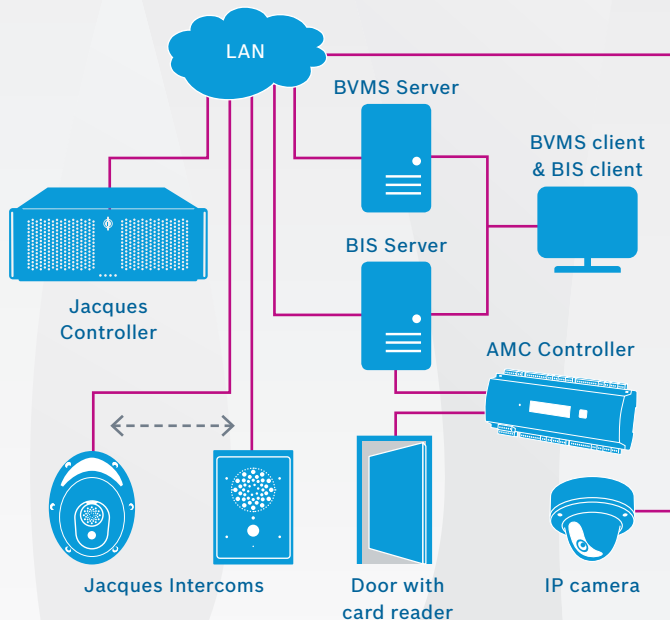 LAN
BVMS Server
BVMS client
& BIS client
BIS Server
Jacques
Controller
AMC Controller
Jacques Intercoms
Door with
card reader
IP camera